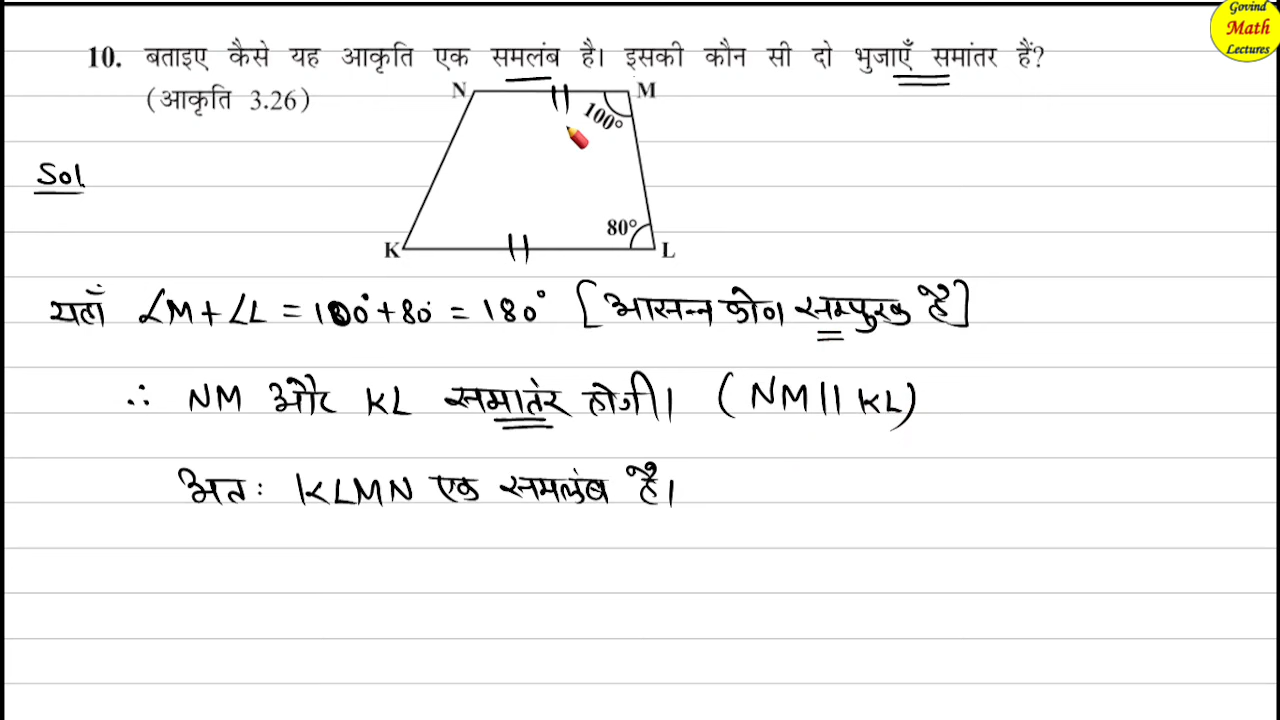 Govind
Math
Lectures
10. बताइए कैसे यह आकृति एक समलंब है। इसकी कौन सी दो भुजाएँ समांतर हैं?
(आकृति 3.26)
N
M
100°
Sol
80°
K
L
यहाँ ∠M + ∠L = 100° + 80° = 180° [आसन्न कोण सम्पुरक है]
∴ NM और KL समातंर होगी। (NM || KL)
अतः KLMN एक समलंब है।